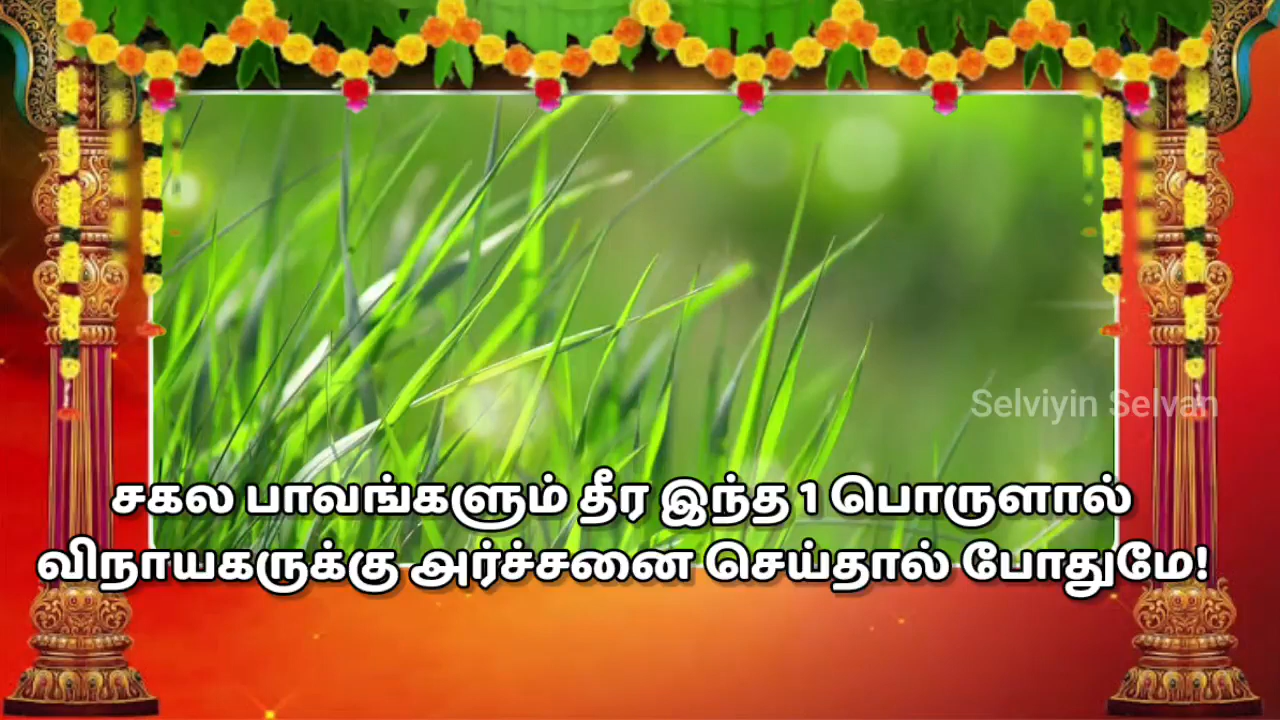 Selviyin Selvan
சகல பாவங்களும் தீர இந்த 1 பொருளால்
விநாயகருக்கு அர்ச்சனை செய்தால் போதுமே!